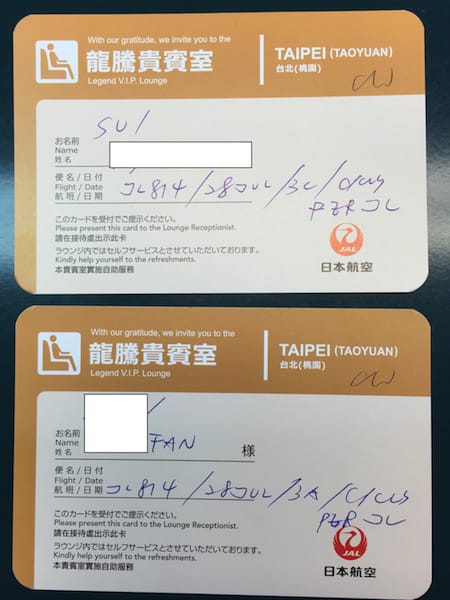 With our gratitude, we invite you to the
龍騰貴賓室
Legend V.I.P. Lounge
TAIPEI (TAOYUAN)
台北(桃園)
SUI
お名前
Name
姓名
便名/日付
Flight / Date
航班/日期
JL814/28JUL/3C/C CLS
PZR JL
このカードを受付でご提示ください。
Please present this card to the Lounge Receptionist.
請在接待處出示此卡
ラウンジ内ではセルフサービスとさせていただいております。
Kindly help yourself to the refreshments.
本貴賓室實施自助服務
JAL
日本航空
With our gratitude, we invite you to the
龍騰貴賓室
Legend V.I.P. Lounge
TAIPEI (TAOYUAN)
台北(桃園)
お名前
Name
姓名
FAN 様
便名/日付
Flight / Date
航班/日期
JL814/28JUL/3A/C CLS
PZR JL
このカードを受付でご提示ください。
Please present this card to the Lounge Receptionist.
請在接待處出示此卡
ラウンジ内ではセルフサービスとさせていただいております。
Kindly help yourself to the refreshments.
本貴賓室實施自助服務
JAL
日本航空